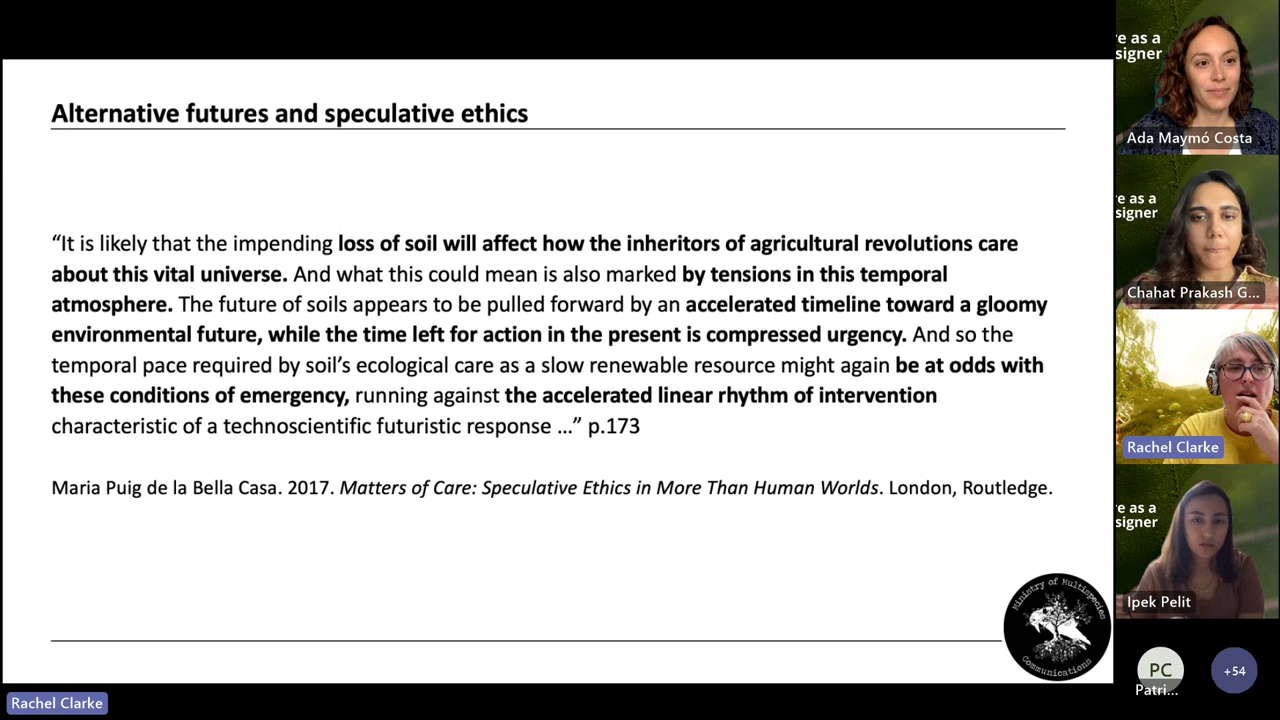 Alternative futures and speculative ethics
“It is likely that the impending loss of soil will affect how the inheritors of agricultural revolutions care
about this vital universe. And what this could mean is also marked by tensions in this temporal
atmosphere. The future of soils appears to be pulled forward by an accelerated timeline toward a gloomy
environmental future, while the time left for action in the present is compressed urgency. And so the
temporal pace required by soil’s ecological care as a slow renewable resource might again be at odds with
these conditions of emergency, running against the accelerated linear rhythm of intervention
characteristic of a technoscientific futuristic response …” p.173
Maria Puig de la Bella Casa. 2017. Matters of Care: Speculative Ethics in More Than Human Worlds. London, Routledge.
Ministry of Multispecies
Communications
Rachel Clarke
re as a
signer
Ada Maymó Costa
re as a
signer
Chahat Prakash G...
Rachel Clarke
re as a
signer
Ipek Pelit
PC
Patri...
+54